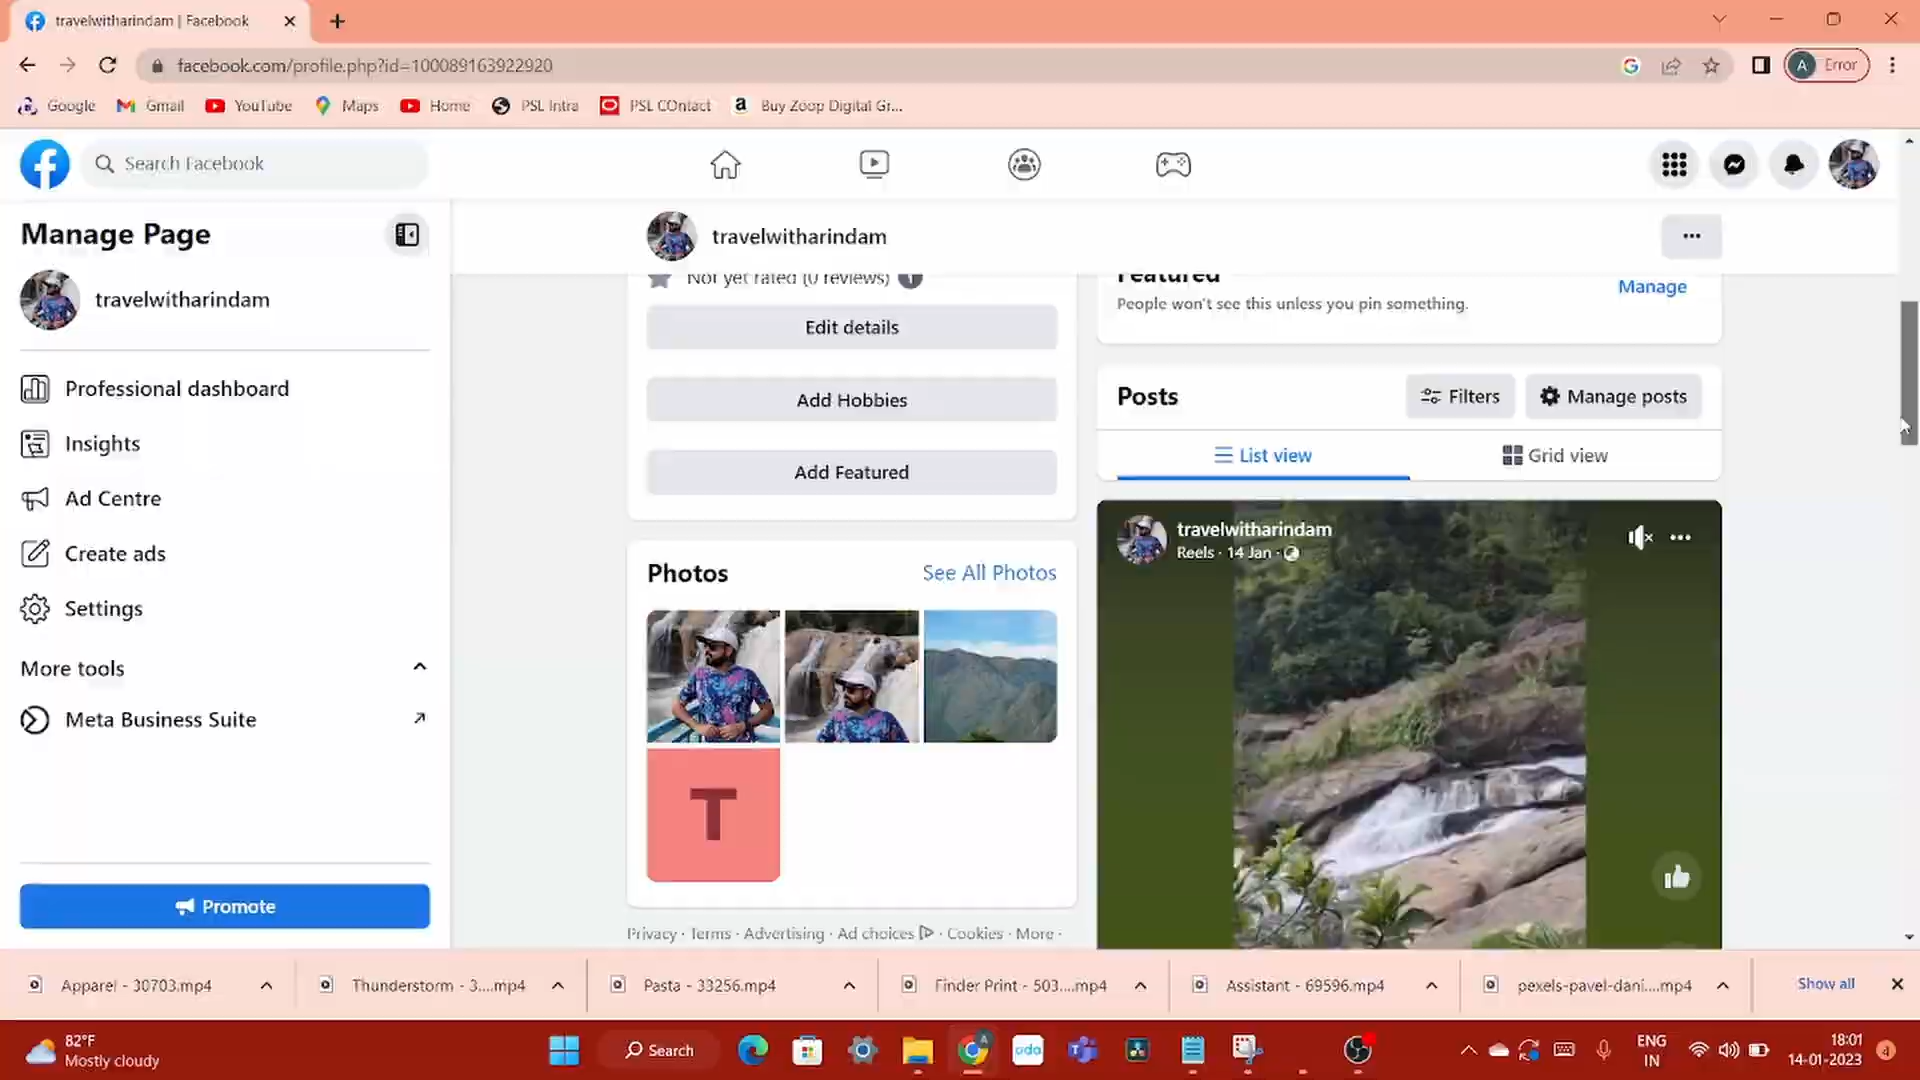 travelwitharindam | Facebook
facebook.com/profile.php?id=100089163922920
A Error
Google Gmail YouTube Maps Home PSL Intra PSL COntact Buy Zoop Digital Gr...
Search Facebook
Manage Page
travelwitharindam
Professional dashboard
Insights
Ad Centre
Create ads
Settings
More tools
Meta Business Suite
Promote
travelwitharindam
...
Not yet rated (0 reviews)
Edit details
Add Hobbies
Add Featured
Photos
See All Photos
T
Privacy · Terms · Advertising · Ad choices · Cookies · More ·
Featured
People won't see this unless you pin something.
Manage
Posts
Filters
Manage posts
List view
Grid view
travelwitharindam
Reels · 14 Jan ·
Apparel - 30703.mp4
Thunderstorm - 3....mp4
Pasta - 33256.mp4
Finder Print - 503....mp4
Assistant - 69596.mp4
pexels-pavel-dani....mp4
Show all
82°F
Mostly cloudy
Search
ENG
IN
18:01
14-01-2023
4